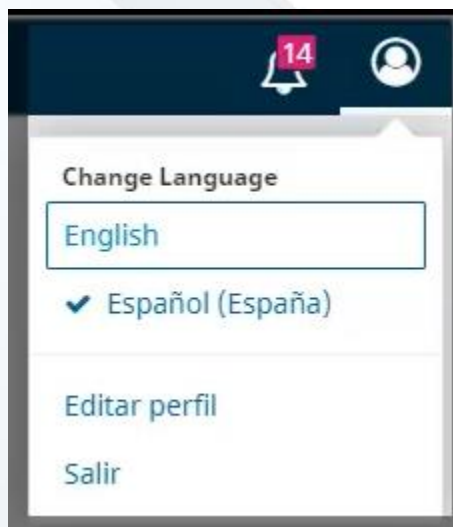 14
Change Language
English
Español (España)
Editar perfil
Salir